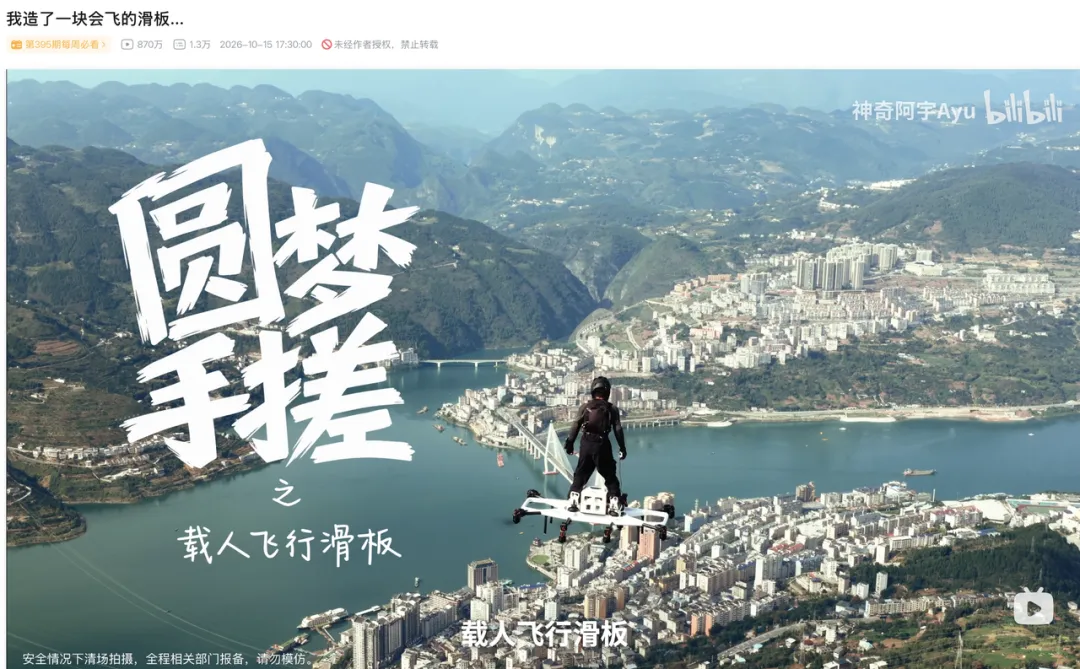 我造了一块会飞的滑板...
第395期每周必看 > 870万 1.3万 2026-10-15 17:30:00 未经作者授权，禁止转载
神奇阿宇Ayu bilibili
圆梦
手搓
之
载人飞行滑板
载人飞行滑板
安全情况下清场拍摄，全程相关部门报备，请勿模仿。